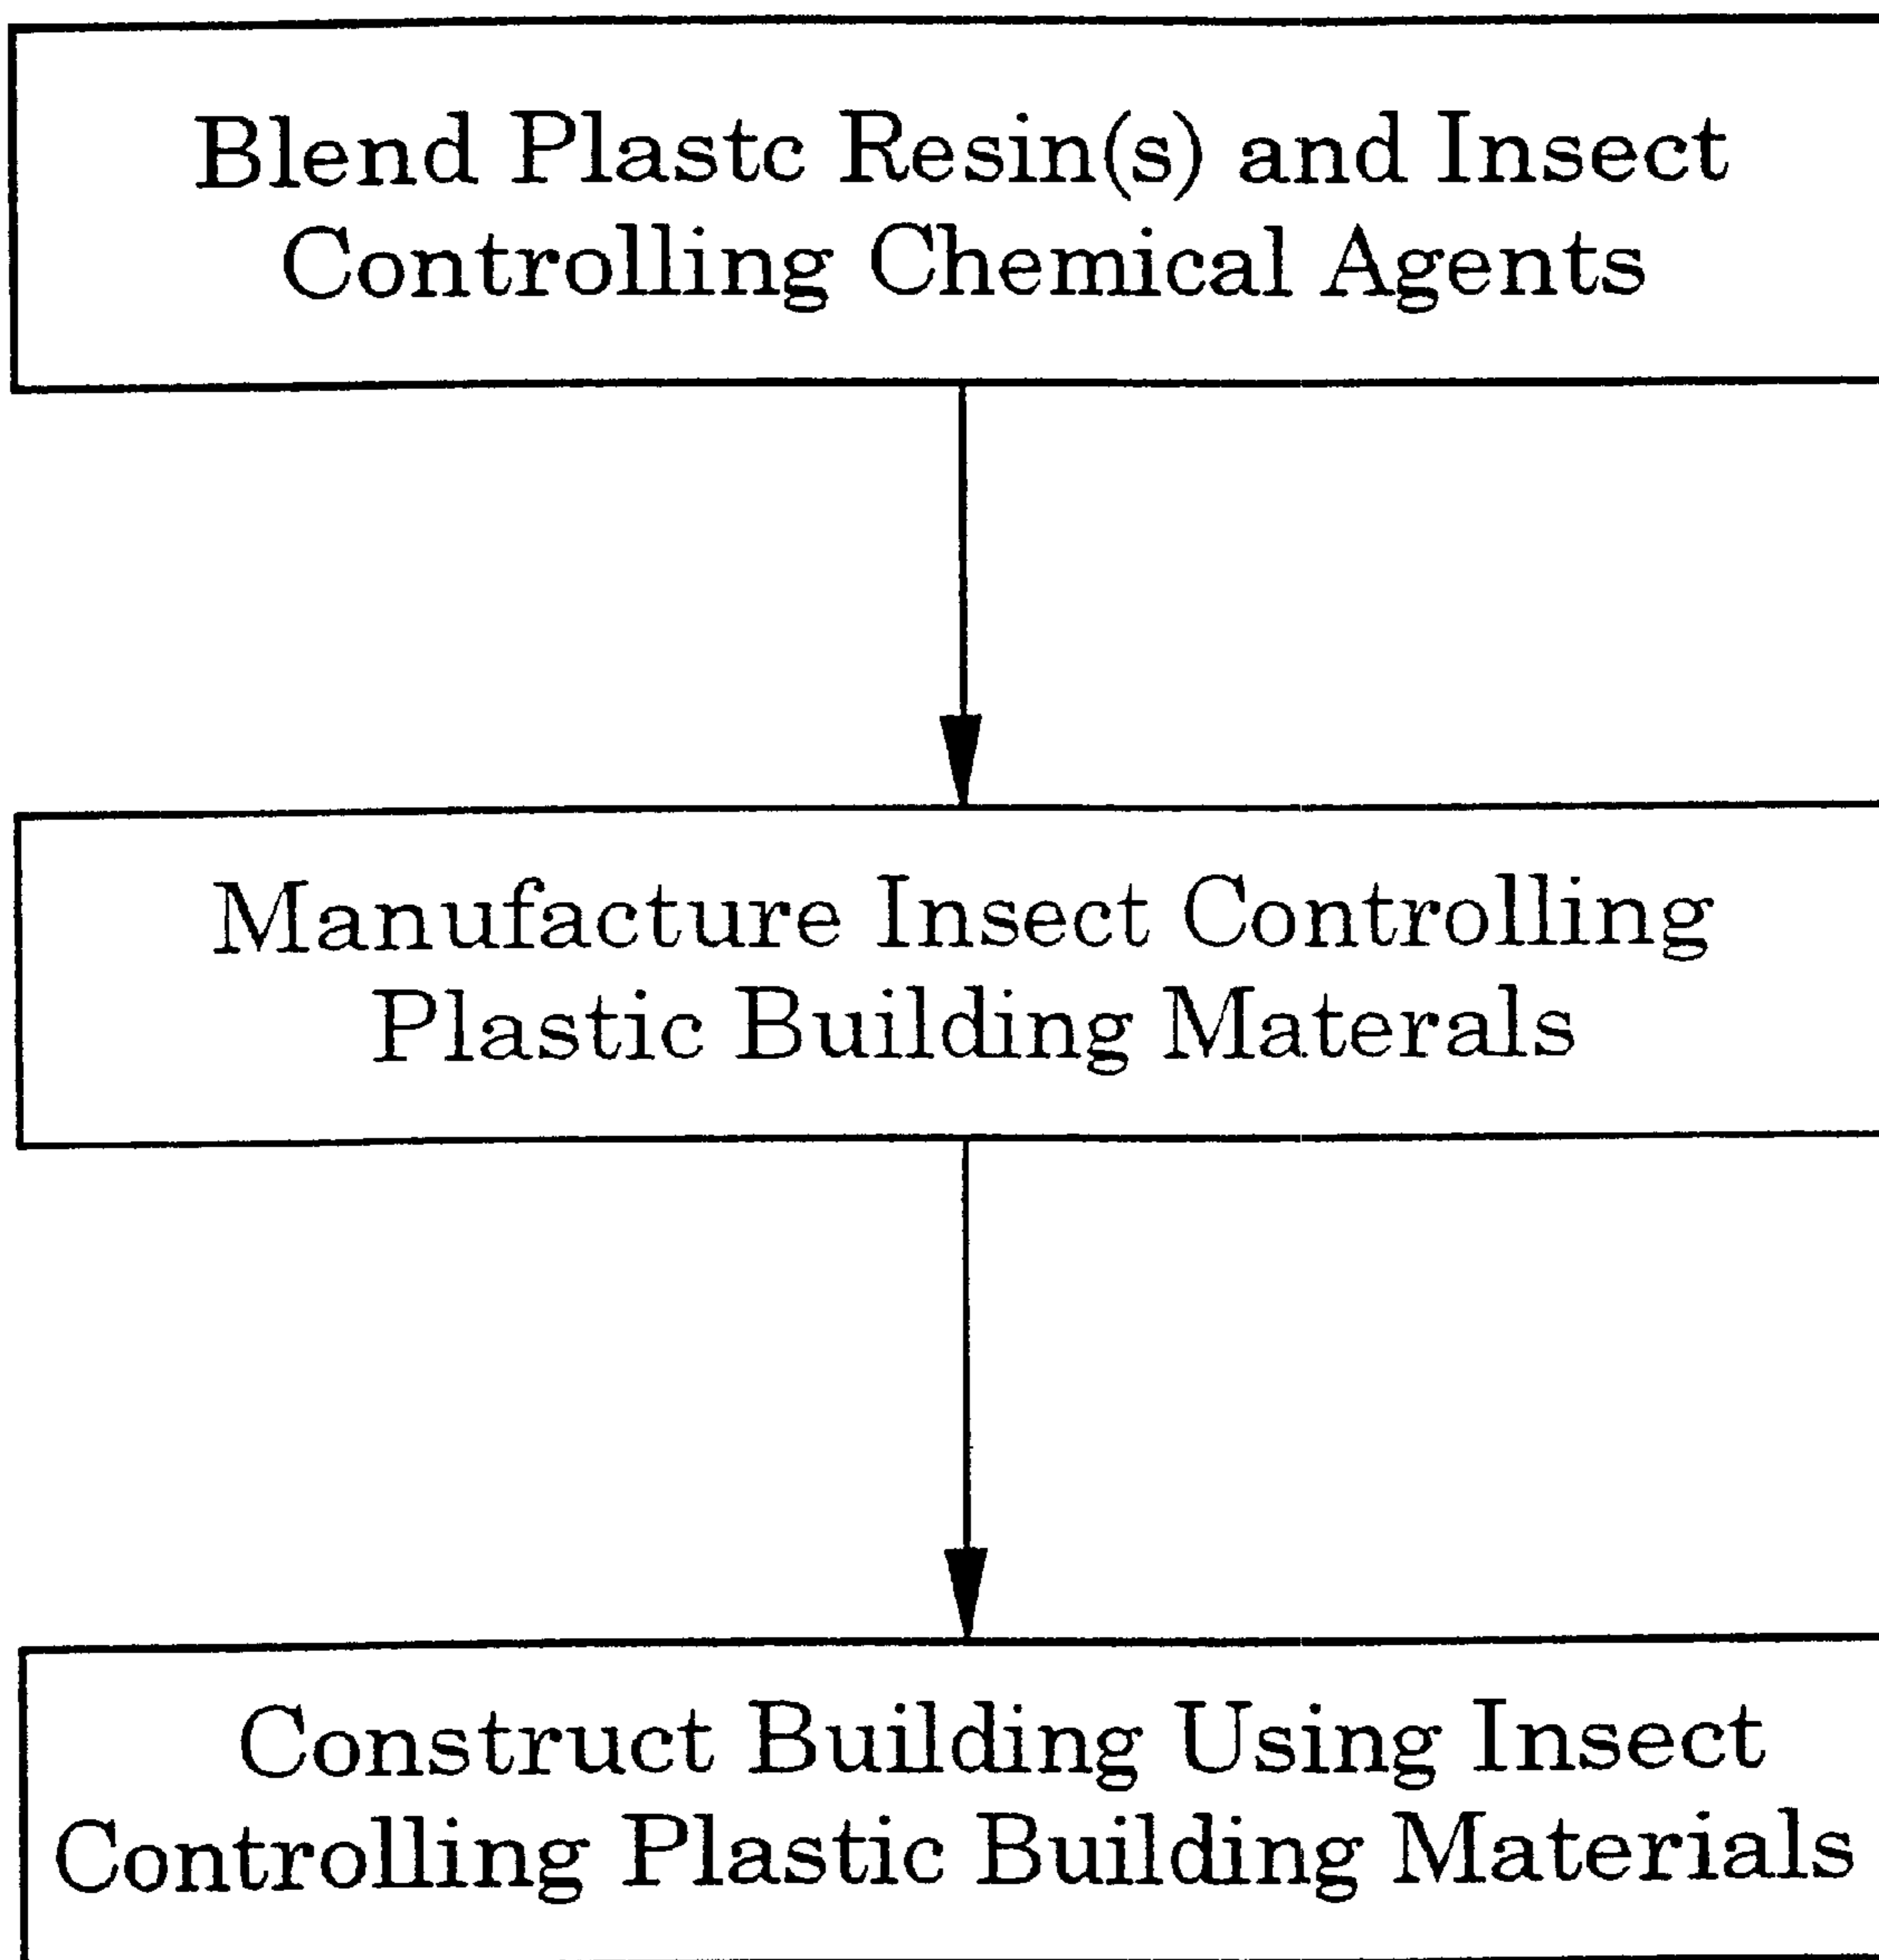 Blend Plastc Resin(s) and Insect
Controlling Chemical Agents
Manufacture Insect Controlling
Plastic Building Materals
Construct Building Using Insect
Controlling Plastic Building Materials